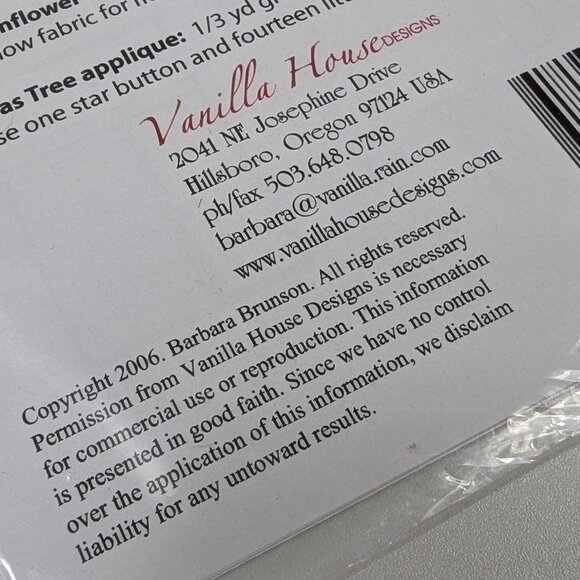 nflower
low fabric for
as Tree applique: 1/3 yd
se one star button and fourteen
Vanilla House DESIGNS
2041 NE Josephine Drive
Hillsboro, Oregon 97124 USA
ph/fax 503.648.0798
barbara@vanilla.rain.com
www.vanillahousedesigns.com
Copyright 2006. Barbara Brunson. All rights reserved.
Permission from Vanilla House Designs is necessary
for commercial use or reproduction. This information
is presented in good faith. Since we have no control
over the application of this information, we disclaim
liability for any untoward results.